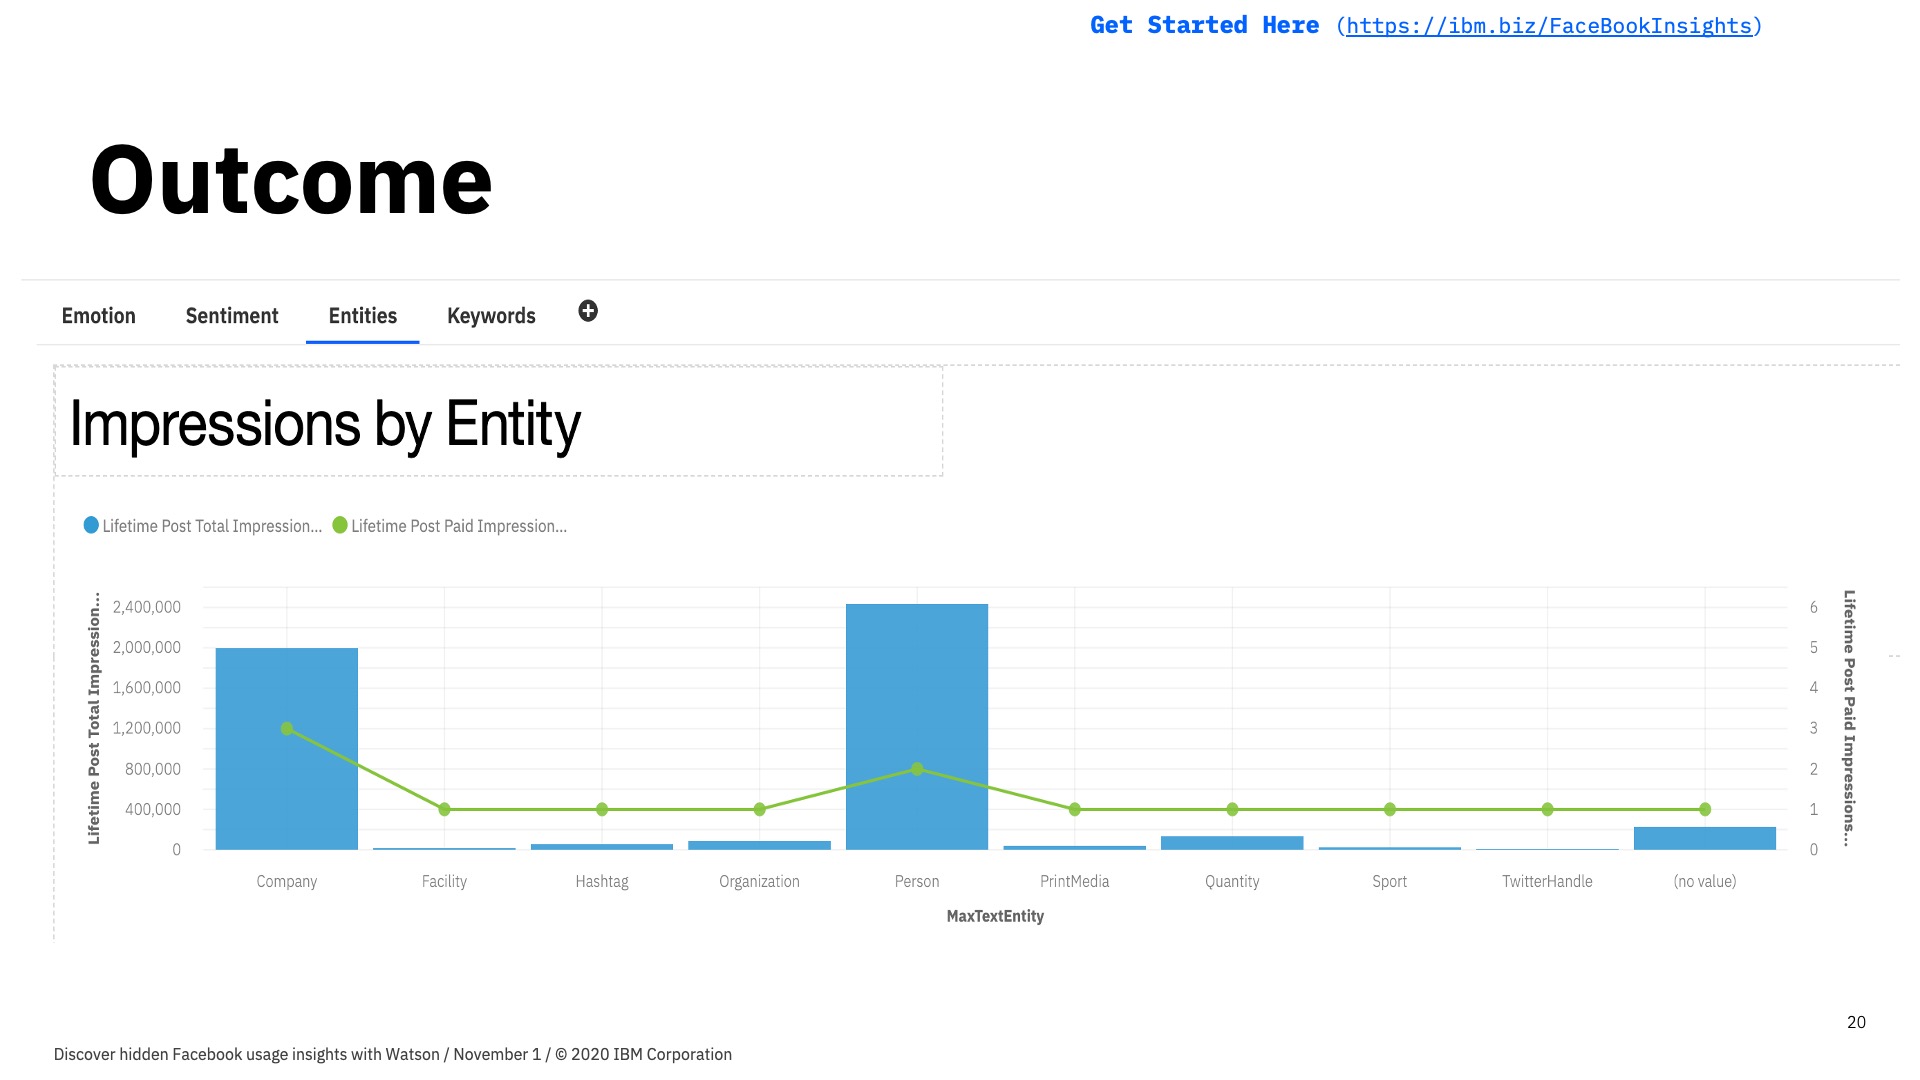 Get Started Here (https://ibm.biz/FaceBookInsights)
Outcome
Emotion Sentiment Entities Keywords
Impressions by Entity
Lifetime Post Total Impression... Lifetime Post Paid Impression...
Lifetime Post Total Impression...
2,400,000
2,000,000
1,600,000
1,200,000
800,000
400,000
0
6
5
4
3
2
1
0
Lifetime Post Paid Impressions...
Company Facility Hashtag Organization Person PrintMedia Quantity Sport TwitterHandle (no value)
MaxTextEntity
20
Discover hidden Facebook usage insights with Watson / November 1 / © 2020 IBM Corporation